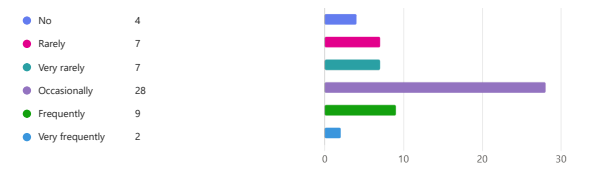 No 4
Rarely 7
Very rarely 7
Occasionally 28
Frequently 9
Very frequently 2
0 10 20 30